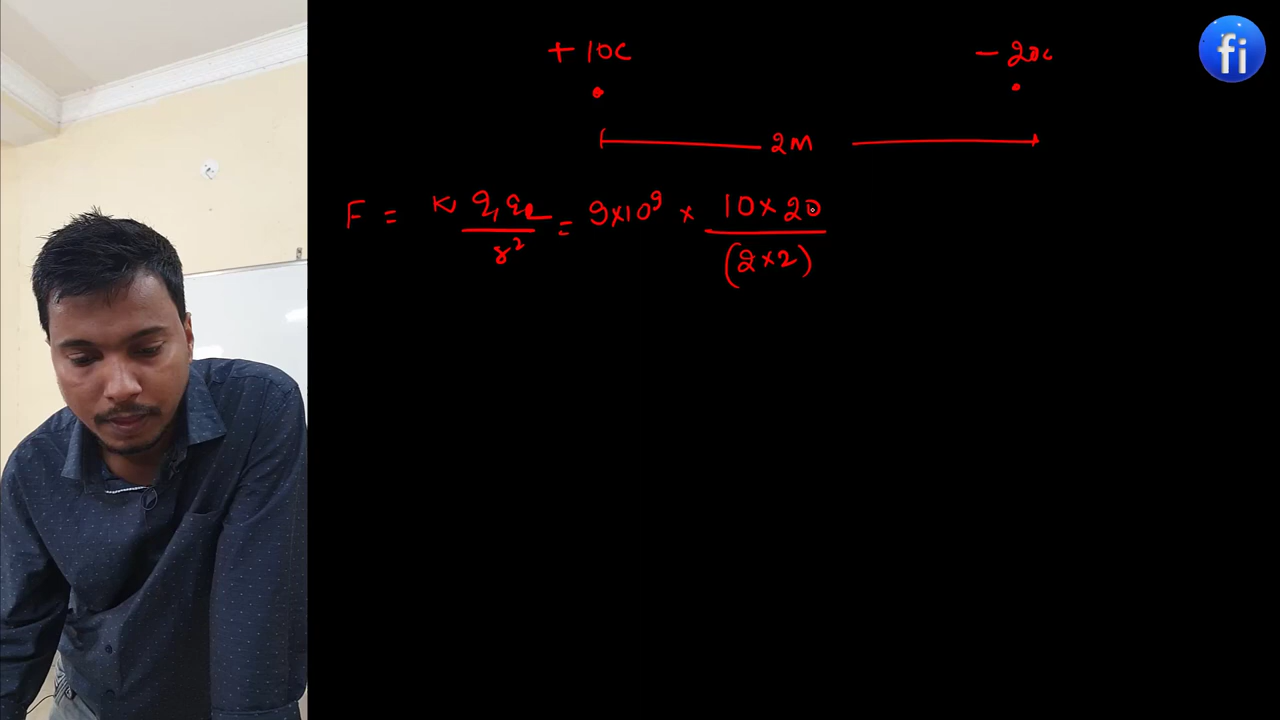 + 10C - 20C
2M
F = K q₁q₂ / r² = 9×10⁹ × 10×20 / (2×2)
fi